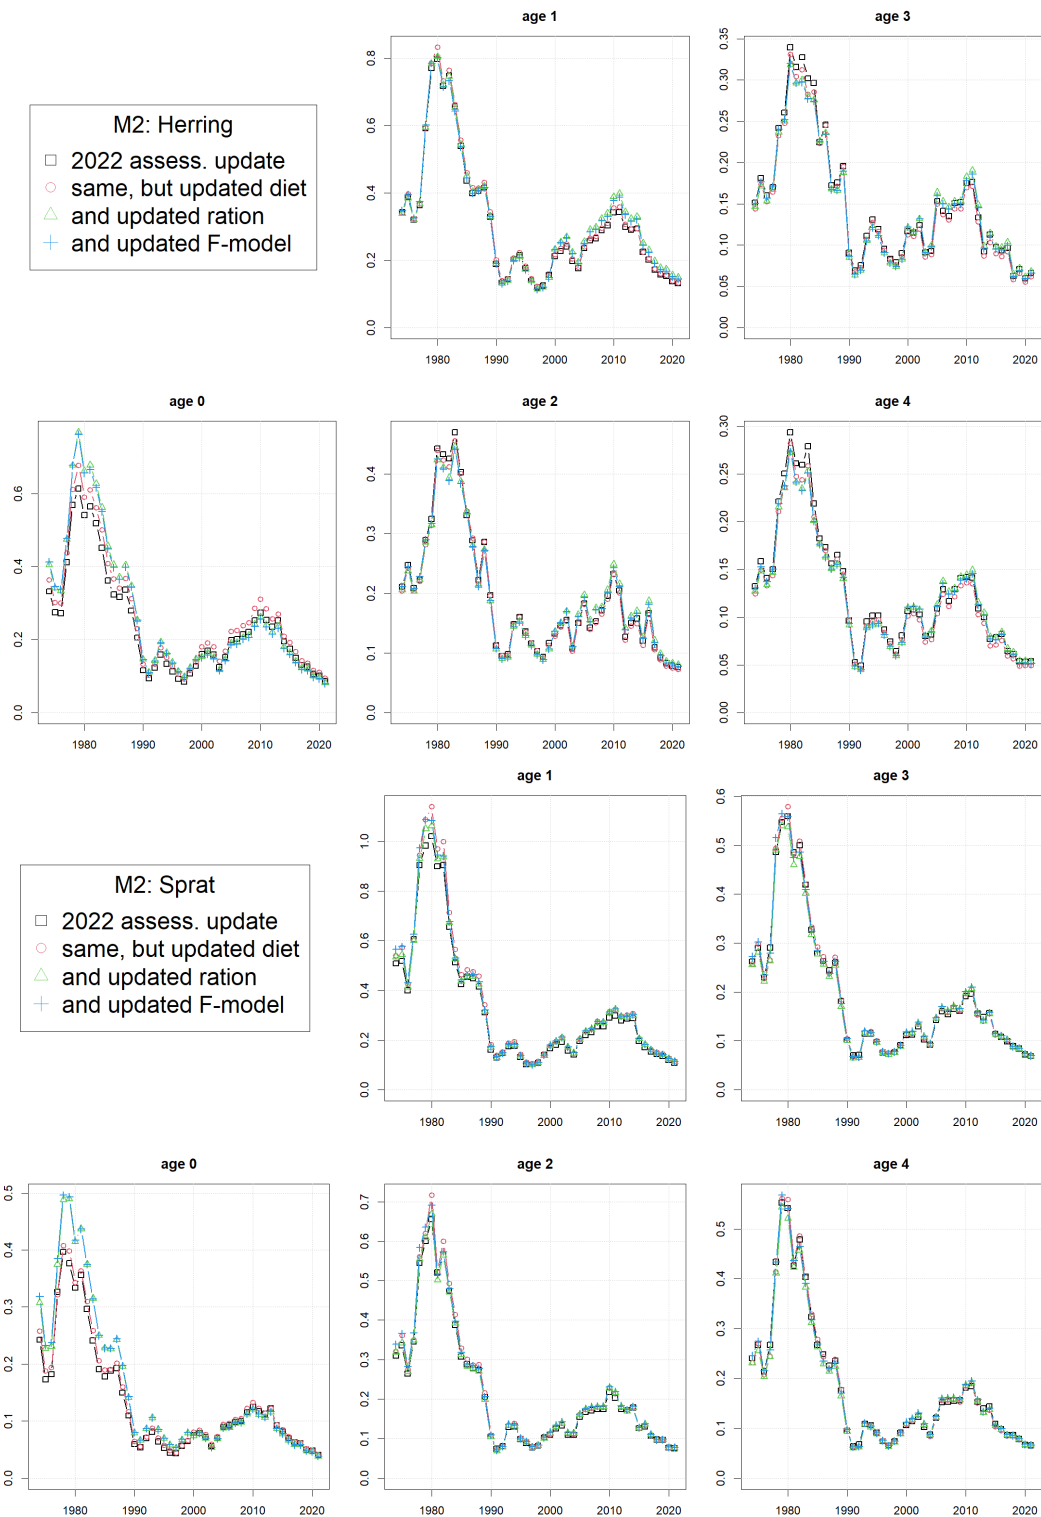 age 1
age 3
M2: Herring
2022 assess. update
same, but updated diet
and updated ration
and updated F-model
0.0 0.2 0.4 0.6 0.8
1980 1990 2000 2010 2020
0.00 0.05 0.10 0.15 0.20 0.25 0.30 0.35
1980 1990 2000 2010 2020
age 0
age 2
age 4
0.0 0.2 0.4 0.6
1980 1990 2000 2010 2020
0.0 0.1 0.2 0.3 0.4
1980 1990 2000 2010 2020
0.00 0.05 0.10 0.15 0.20 0.25 0.30
1980 1990 2000 2010 2020
age 1
age 3
M2: Sprat
2022 assess. update
same, but updated diet
and updated ration
and updated F-model
0.0 0.2 0.4 0.6 0.8 1.0
1980 1990 2000 2010 2020
0.0 0.1 0.2 0.3 0.4 0.5 0.6
1980 1990 2000 2010 2020
age 0
age 2
age 4
0.0 0.1 0.2 0.3 0.4 0.5
1980 1990 2000 2010 2020
0.0 0.1 0.2 0.3 0.4 0.5 0.6 0.7
1980 1990 2000 2010 2020
0.0 0.1 0.2 0.3 0.4 0.5
1980 1990 2000 2010 2020